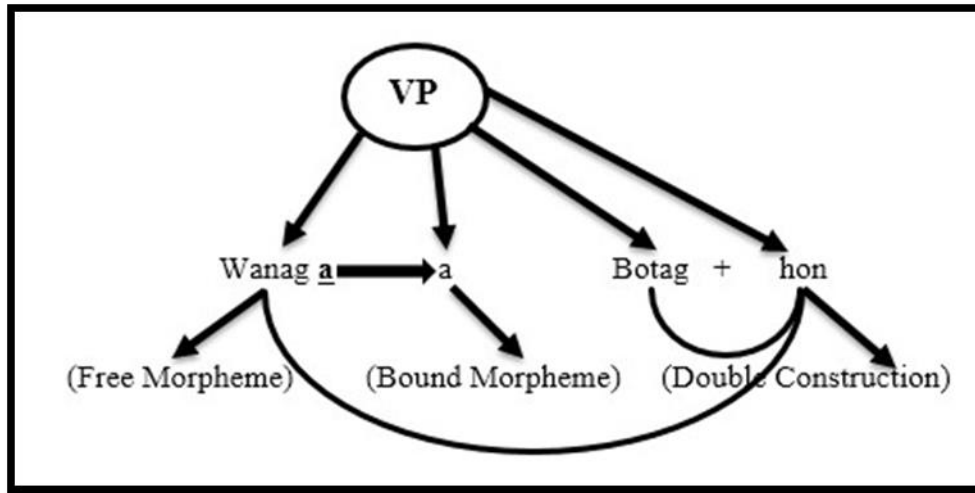 VP
Wanag a a Botag + hon
(Free Morpheme) (Bound Morpheme) (Double Construction)